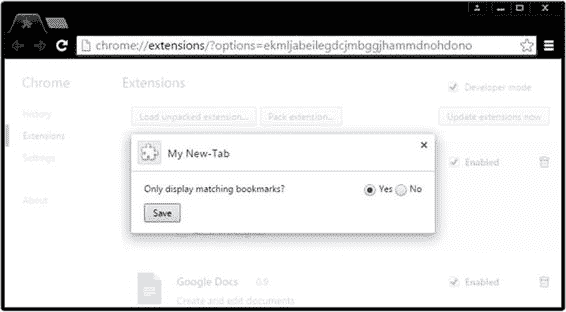 chrome://extensions/?options=ekmljabeilegdcjmbggjhammdnohdono
Chrome
Extensions
Developer mode
History
Load unpacked extension...
Pack extension...
Update extensions now
Extensions
Settings
My New-Tab
Enabled
Only display matching bookmarks?
Yes
No
About
Save
Google Docs 0.9
Enabled
Create and edit documents